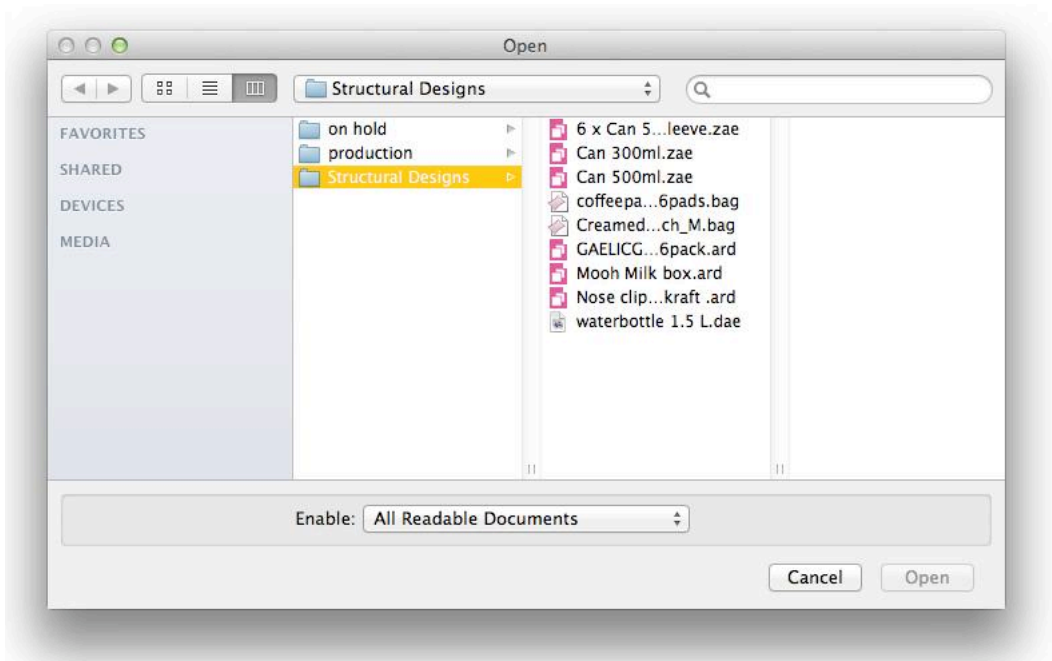 Open
Structural Designs
FAVORITES
SHARED
DEVICES
MEDIA
on hold
production
Structural Designs
6 x Can 5...leeve.zae
Can 300ml.zae
Can 500ml.zae
coffeepa...6pads.bag
Creamed...ch_M.bag
GAELICG...6pack.ard
Mooh Milk box.ard
Nose clip...kraft .ard
waterbottle 1.5 L.dae
Enable: All Readable Documents
Cancel Open